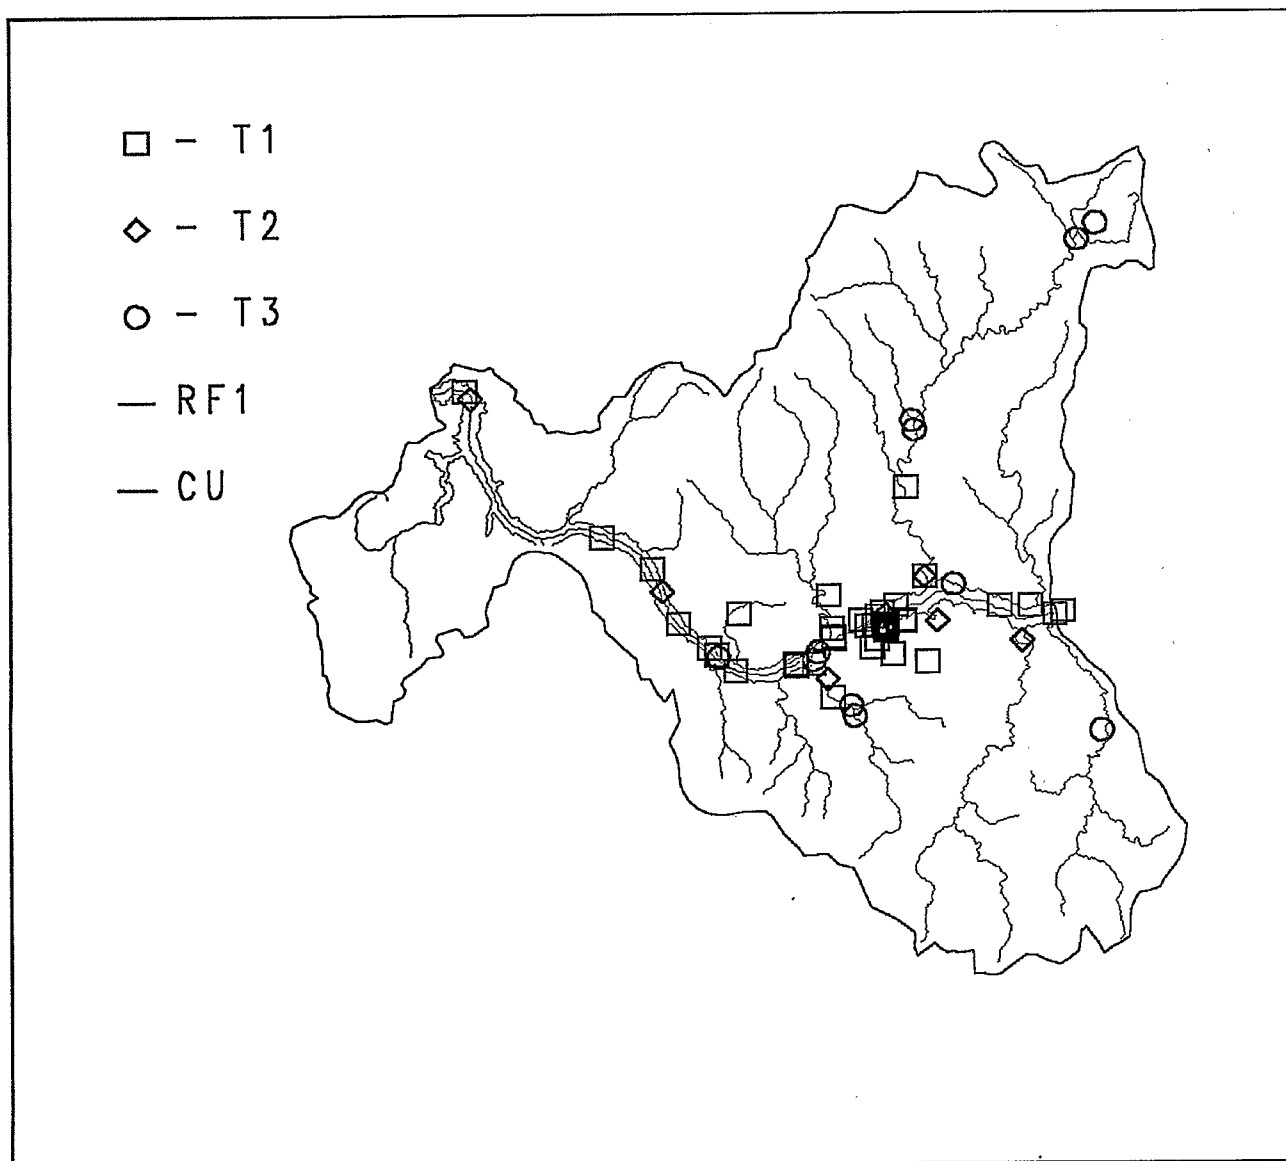 □ - T1
◇ - T2
○ - T3
— RF1
— CU